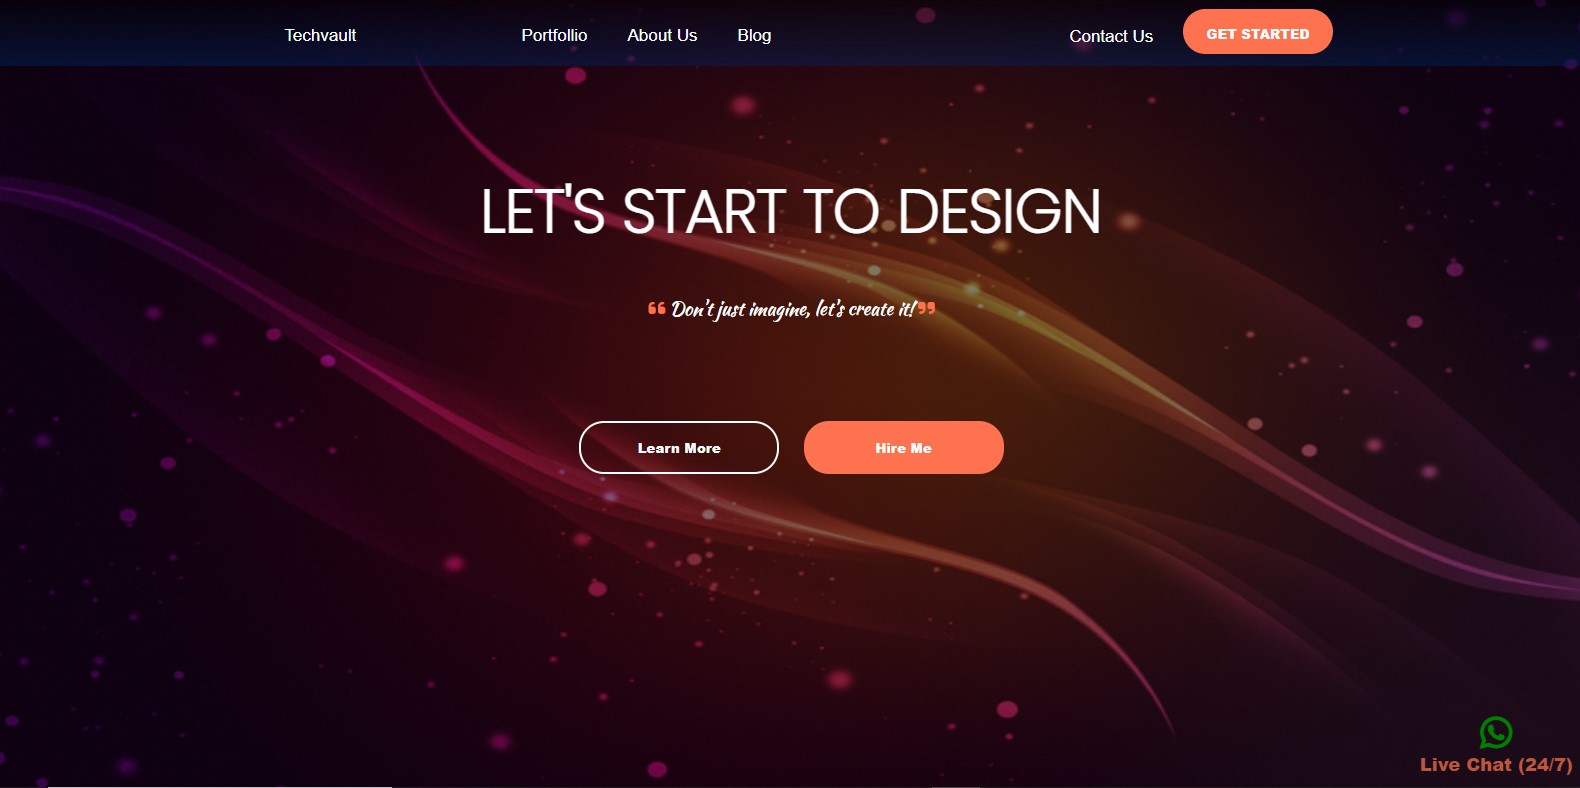 Techvault Portfollio About Us Blog Contact Us GET STARTED
LET'S START TO DESIGN
❝ Don't just imagine, let's create it! ❞
Learn More Hire Me
Live Chat (24/7)